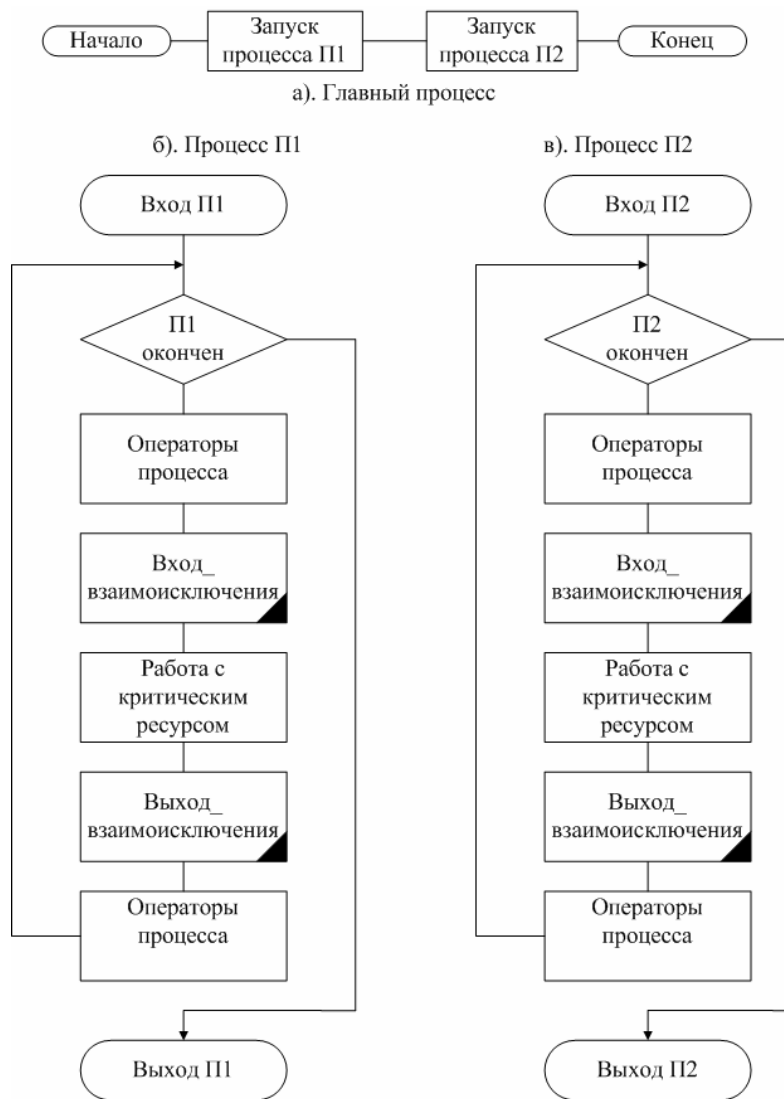 Начало
Запуск
процесса П1
Запуск
процесса П2
Конец
а). Главный процесс
б). Процесс П1
Вход П1
П1
окончен
Операторы
процесса
Вход_
взаимоисключения
Работа с
критическим
ресурсом
Выход_
взаимоисключения
Операторы
процесса
Выход П1
в). Процесс П2
Вход П2
П2
окончен
Операторы
процесса
Вход_
взаимоисключения
Работа с
критическим
ресурсом
Выход_
взаимоисключения
Операторы
процесса
Выход П2